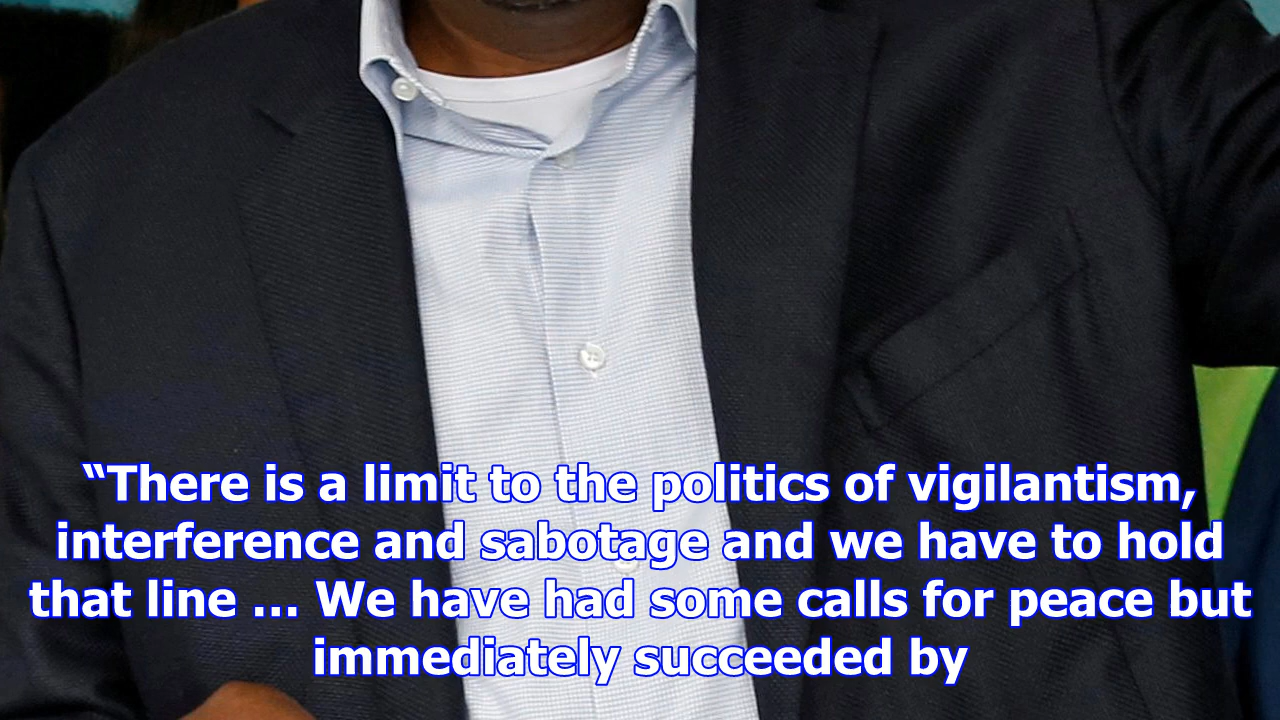 “There is a limit to the politics of vigilantism,
interference and sabotage and we have to hold
that line ... We have had some calls for peace but
immediately succeeded by